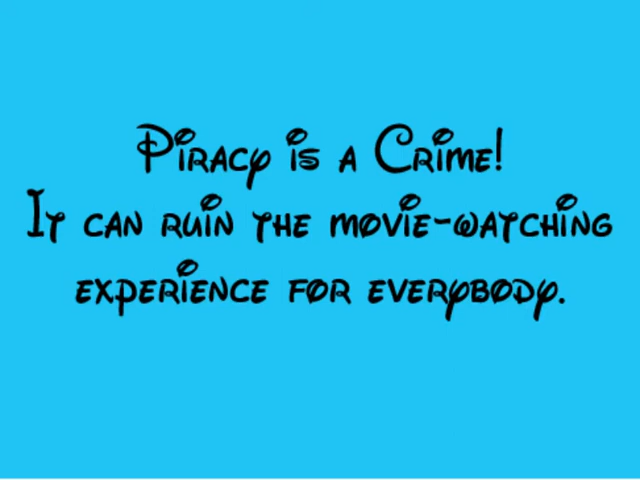 Piracy is a Crime!
It can ruin the movie-watching
experience for everybody.